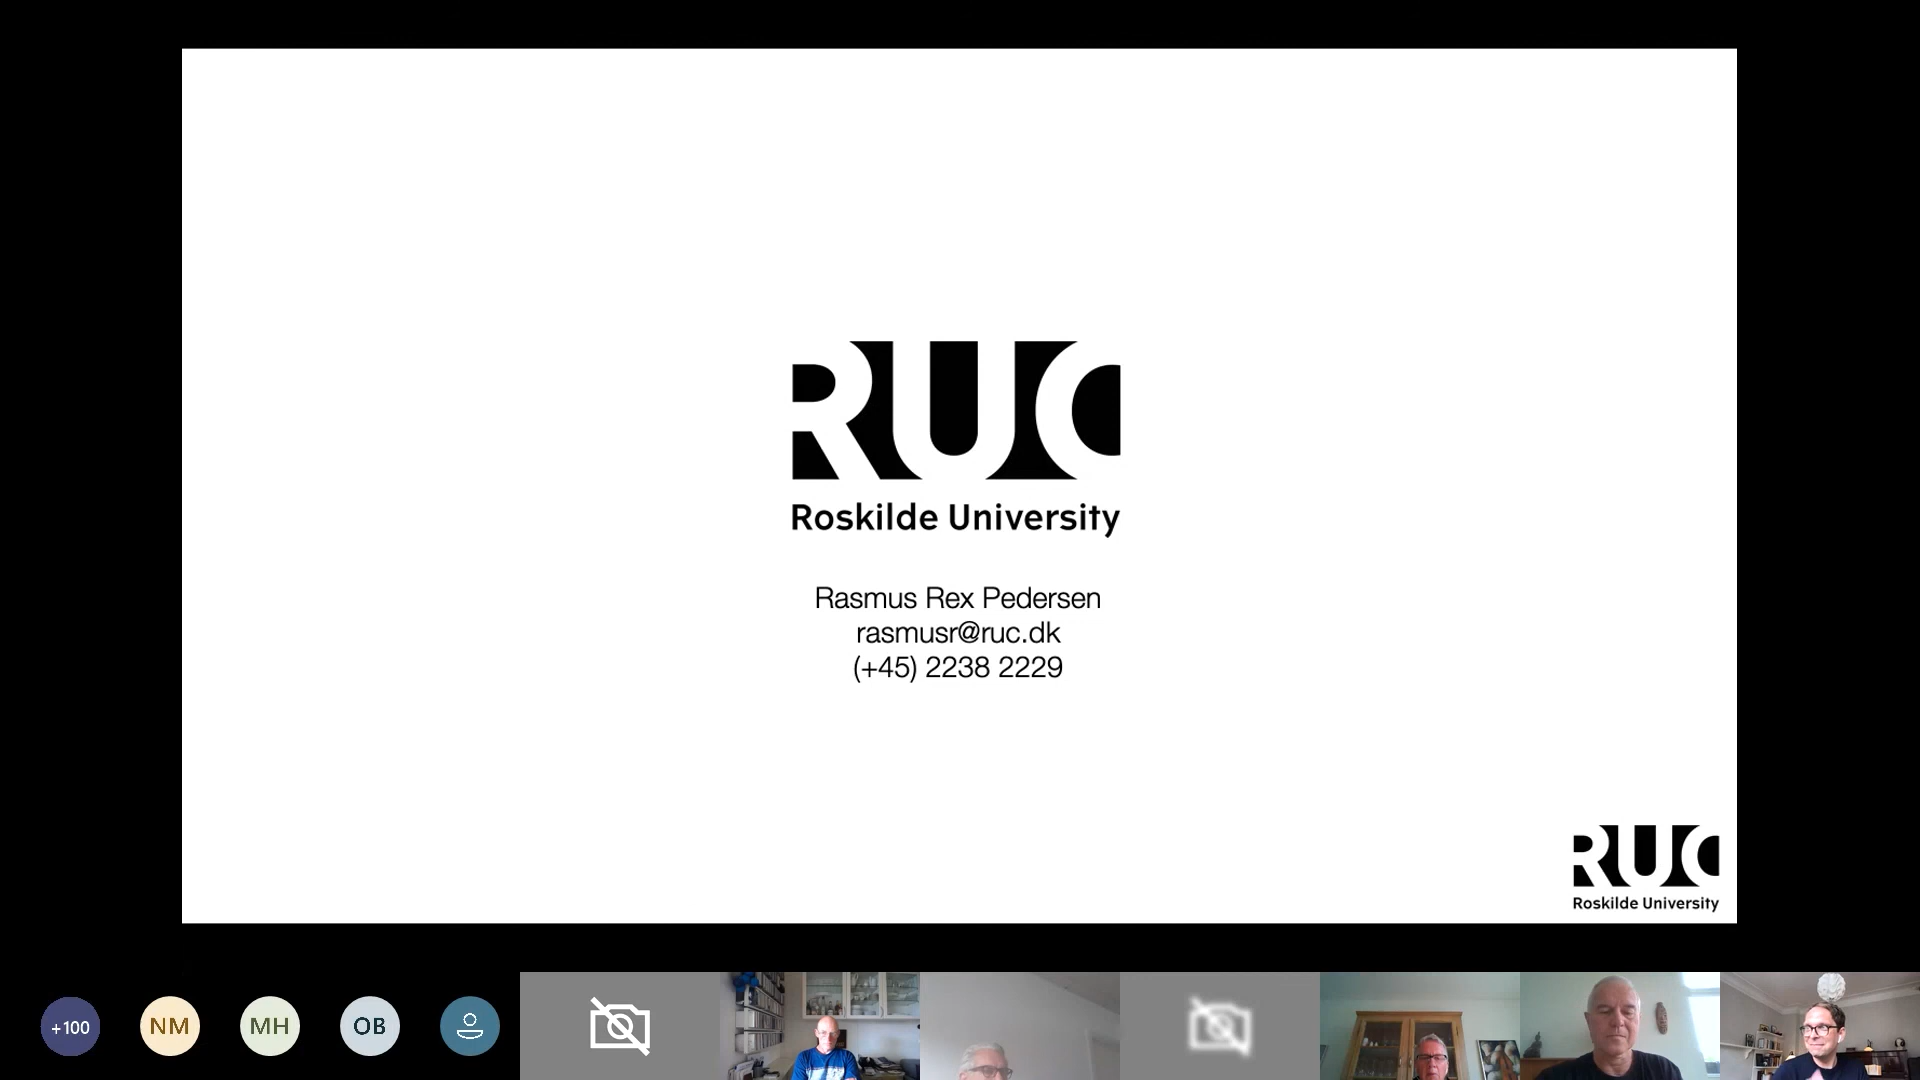 RUC
Roskilde University
Rasmus Rex Pedersen
rasmusr@ruc.dk
(+45) 2238 2229
RUC
Roskilde University
+100
NM
MH
OB